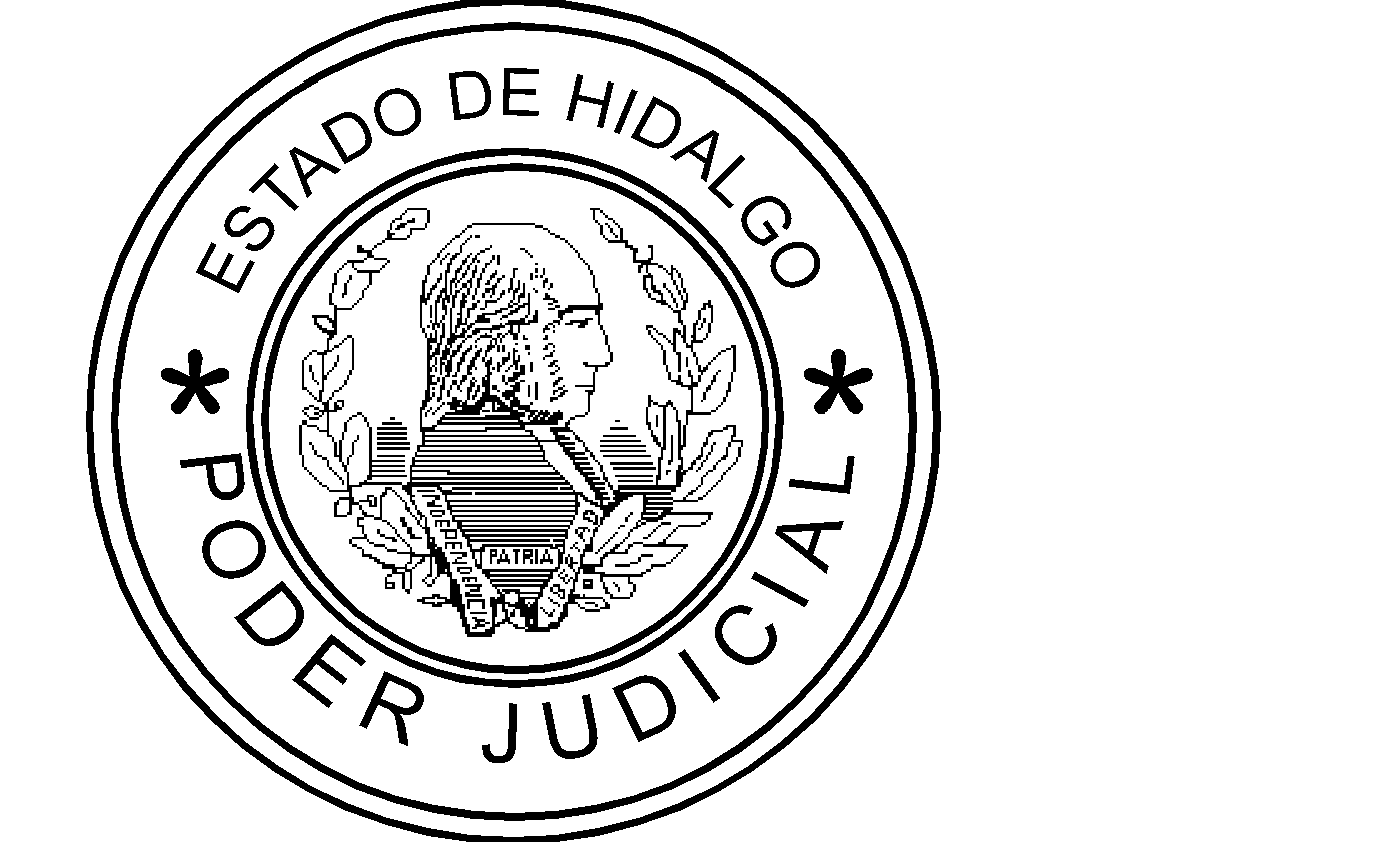 ESTADO DE HIDALGO
* PODER JUDICIAL *
INDEPENDENCIA
PATRIA
LIBERTAD